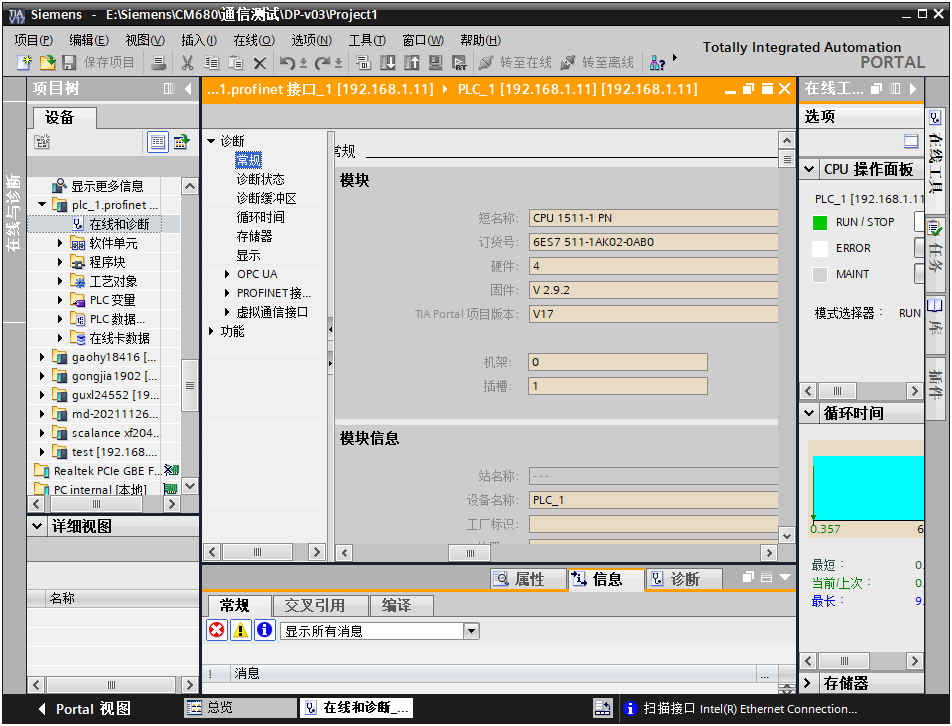 Siemens - E:\Siemens\CM680\通信测试\DP-v03\Project1
项目(P) 编辑(E) 视图(V) 插入(I) 在线(O) 选项(N) 工具(T) 窗口(W) 帮助(H)
Totally Integrated Automation
PORTAL
保存项目 转至在线 转至离线
项目树
设备
显示更多信息
plc_1.profinet ...
在线和诊断
软件单元
程序块
工艺对象
PLC 变量
PLC 数据...
在线卡数据
gaohy18416 [...
gongjia1902 [...
guxl24552 [19...
md-20211126...
scalance xf204...
test [192.168....
Realtek PCIe GBE F...
PC internal [本地]
详细视图
名称
在线与诊断
...1.profinet 接口_1 [192.168.1.11] PLC_1 [192.168.1.11] [192.168.1.11]
诊断
常规
诊断状态
诊断缓冲区
循环时间
存储器
显示
OPC UA
PROFINET接...
虚拟通信接口
功能
常规
模块
短名称: CPU 1511-1 PN
订货号: 6ES7 511-1AK02-0AB0
硬件: 4
固件: V 2.9.2
TIA Portal 项目版本: V17
机架: 0
插槽: 1
模块信息
站名称: ---
设备名称: PLC_1
工厂标识:
属性 信息 诊断
常规 交叉引用 编译
显示所有消息
! 消息 ...
在线工...
选项
CPU 操作面板
PLC_1 [192.168.1.11]
RUN / STOP
ERROR
MAINT
模式选择器: RUN
循环时间
0.357 6
最短: 0.
当前/上次: 0.
最长: 9.
存储器
在线工具
任务
库
插件
Portal 视图 总览 在线和诊断_... 扫描接口 Intel(R) Ethernet Connection...